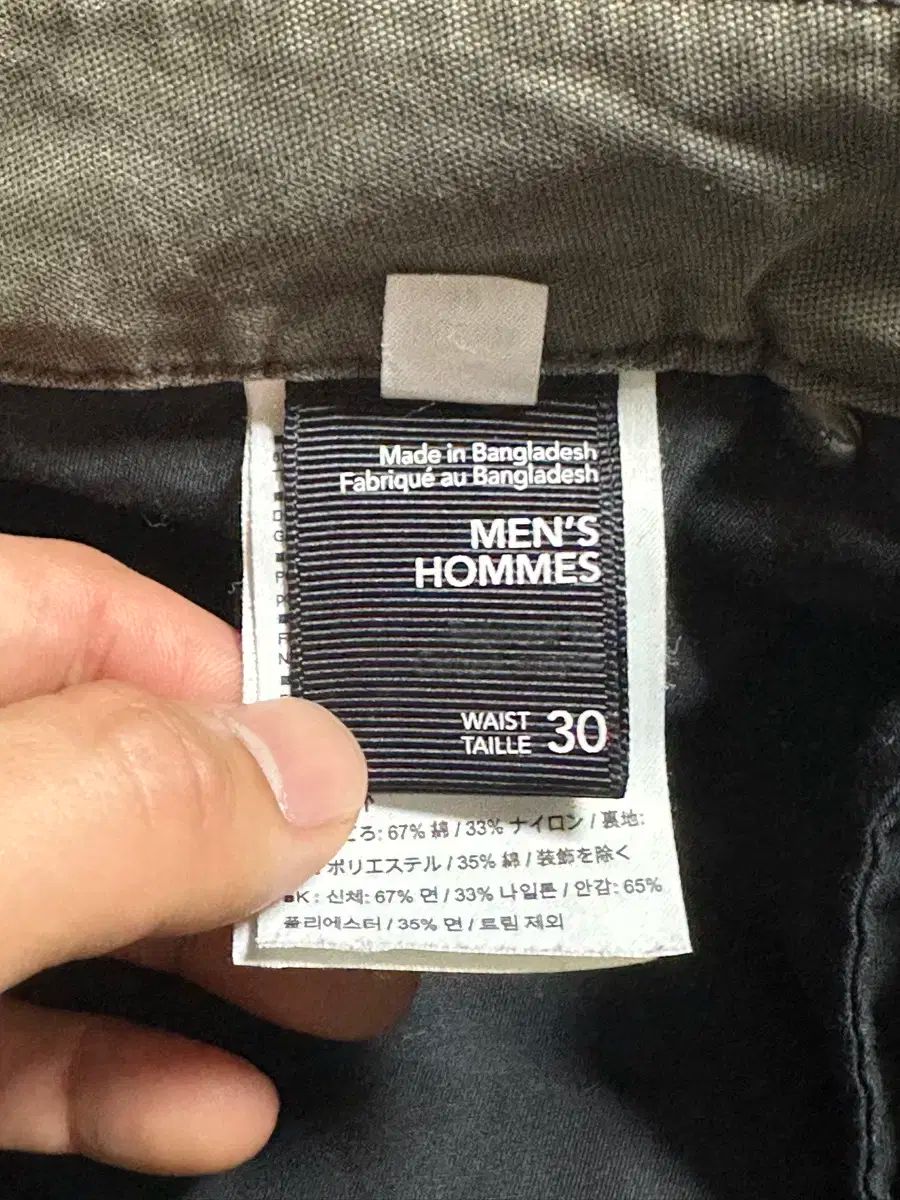 Made in Bangladesh
Fabriqué au Bangladesh
MEN'S
HOMMES
WAIST 30
TAILLE
ころ: 67% 綿 / 33% ナイロン / 裏地:
ポリエステル / 35% 綿 / 装飾を除く
K : 신체: 67% 면 / 33% 나일론 / 안감: 65%
폴리에스터 / 35% 면 / 트림 제외